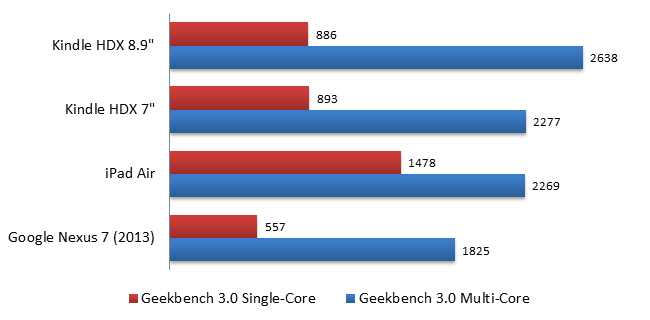 Kindle HDX 8.9"
886
2638
Kindle HDX 7"
893
2277
iPad Air
1478
2269
Google Nexus 7 (2013)
557
1825
Geekbench 3.0 Single-Core Geekbench 3.0 Multi-Core